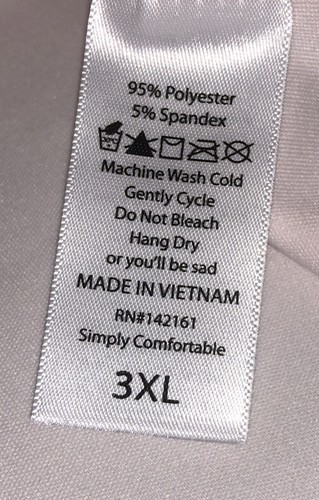 95% Polyester
5% Spandex
Machine Wash Cold
Gently Cycle
Do Not Bleach
Hang Dry
or you'll be sad
MADE IN VIETNAM
RN#142161
Simply Comfortable
3XL